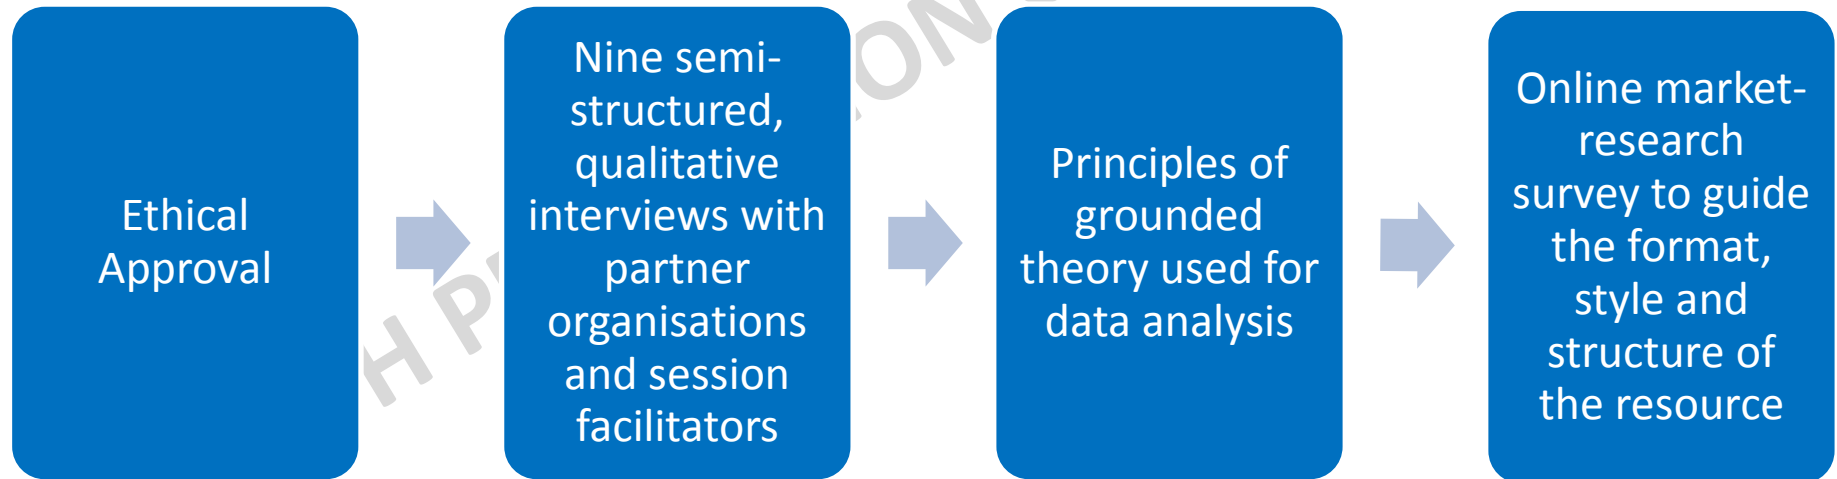 Ethical
Approval
Nine semi-
structured,
qualitative
interviews with
partner
organisations
and session
facilitators
Principles of
grounded
theory used for
data analysis
Online market-
research
survey to guide
the format,
style and
structure of
the resource